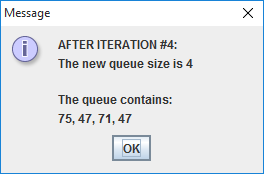 Message
AFTER ITERATION #4:
The new queue size is 4
The queue contains:
75, 47, 71, 47
OK